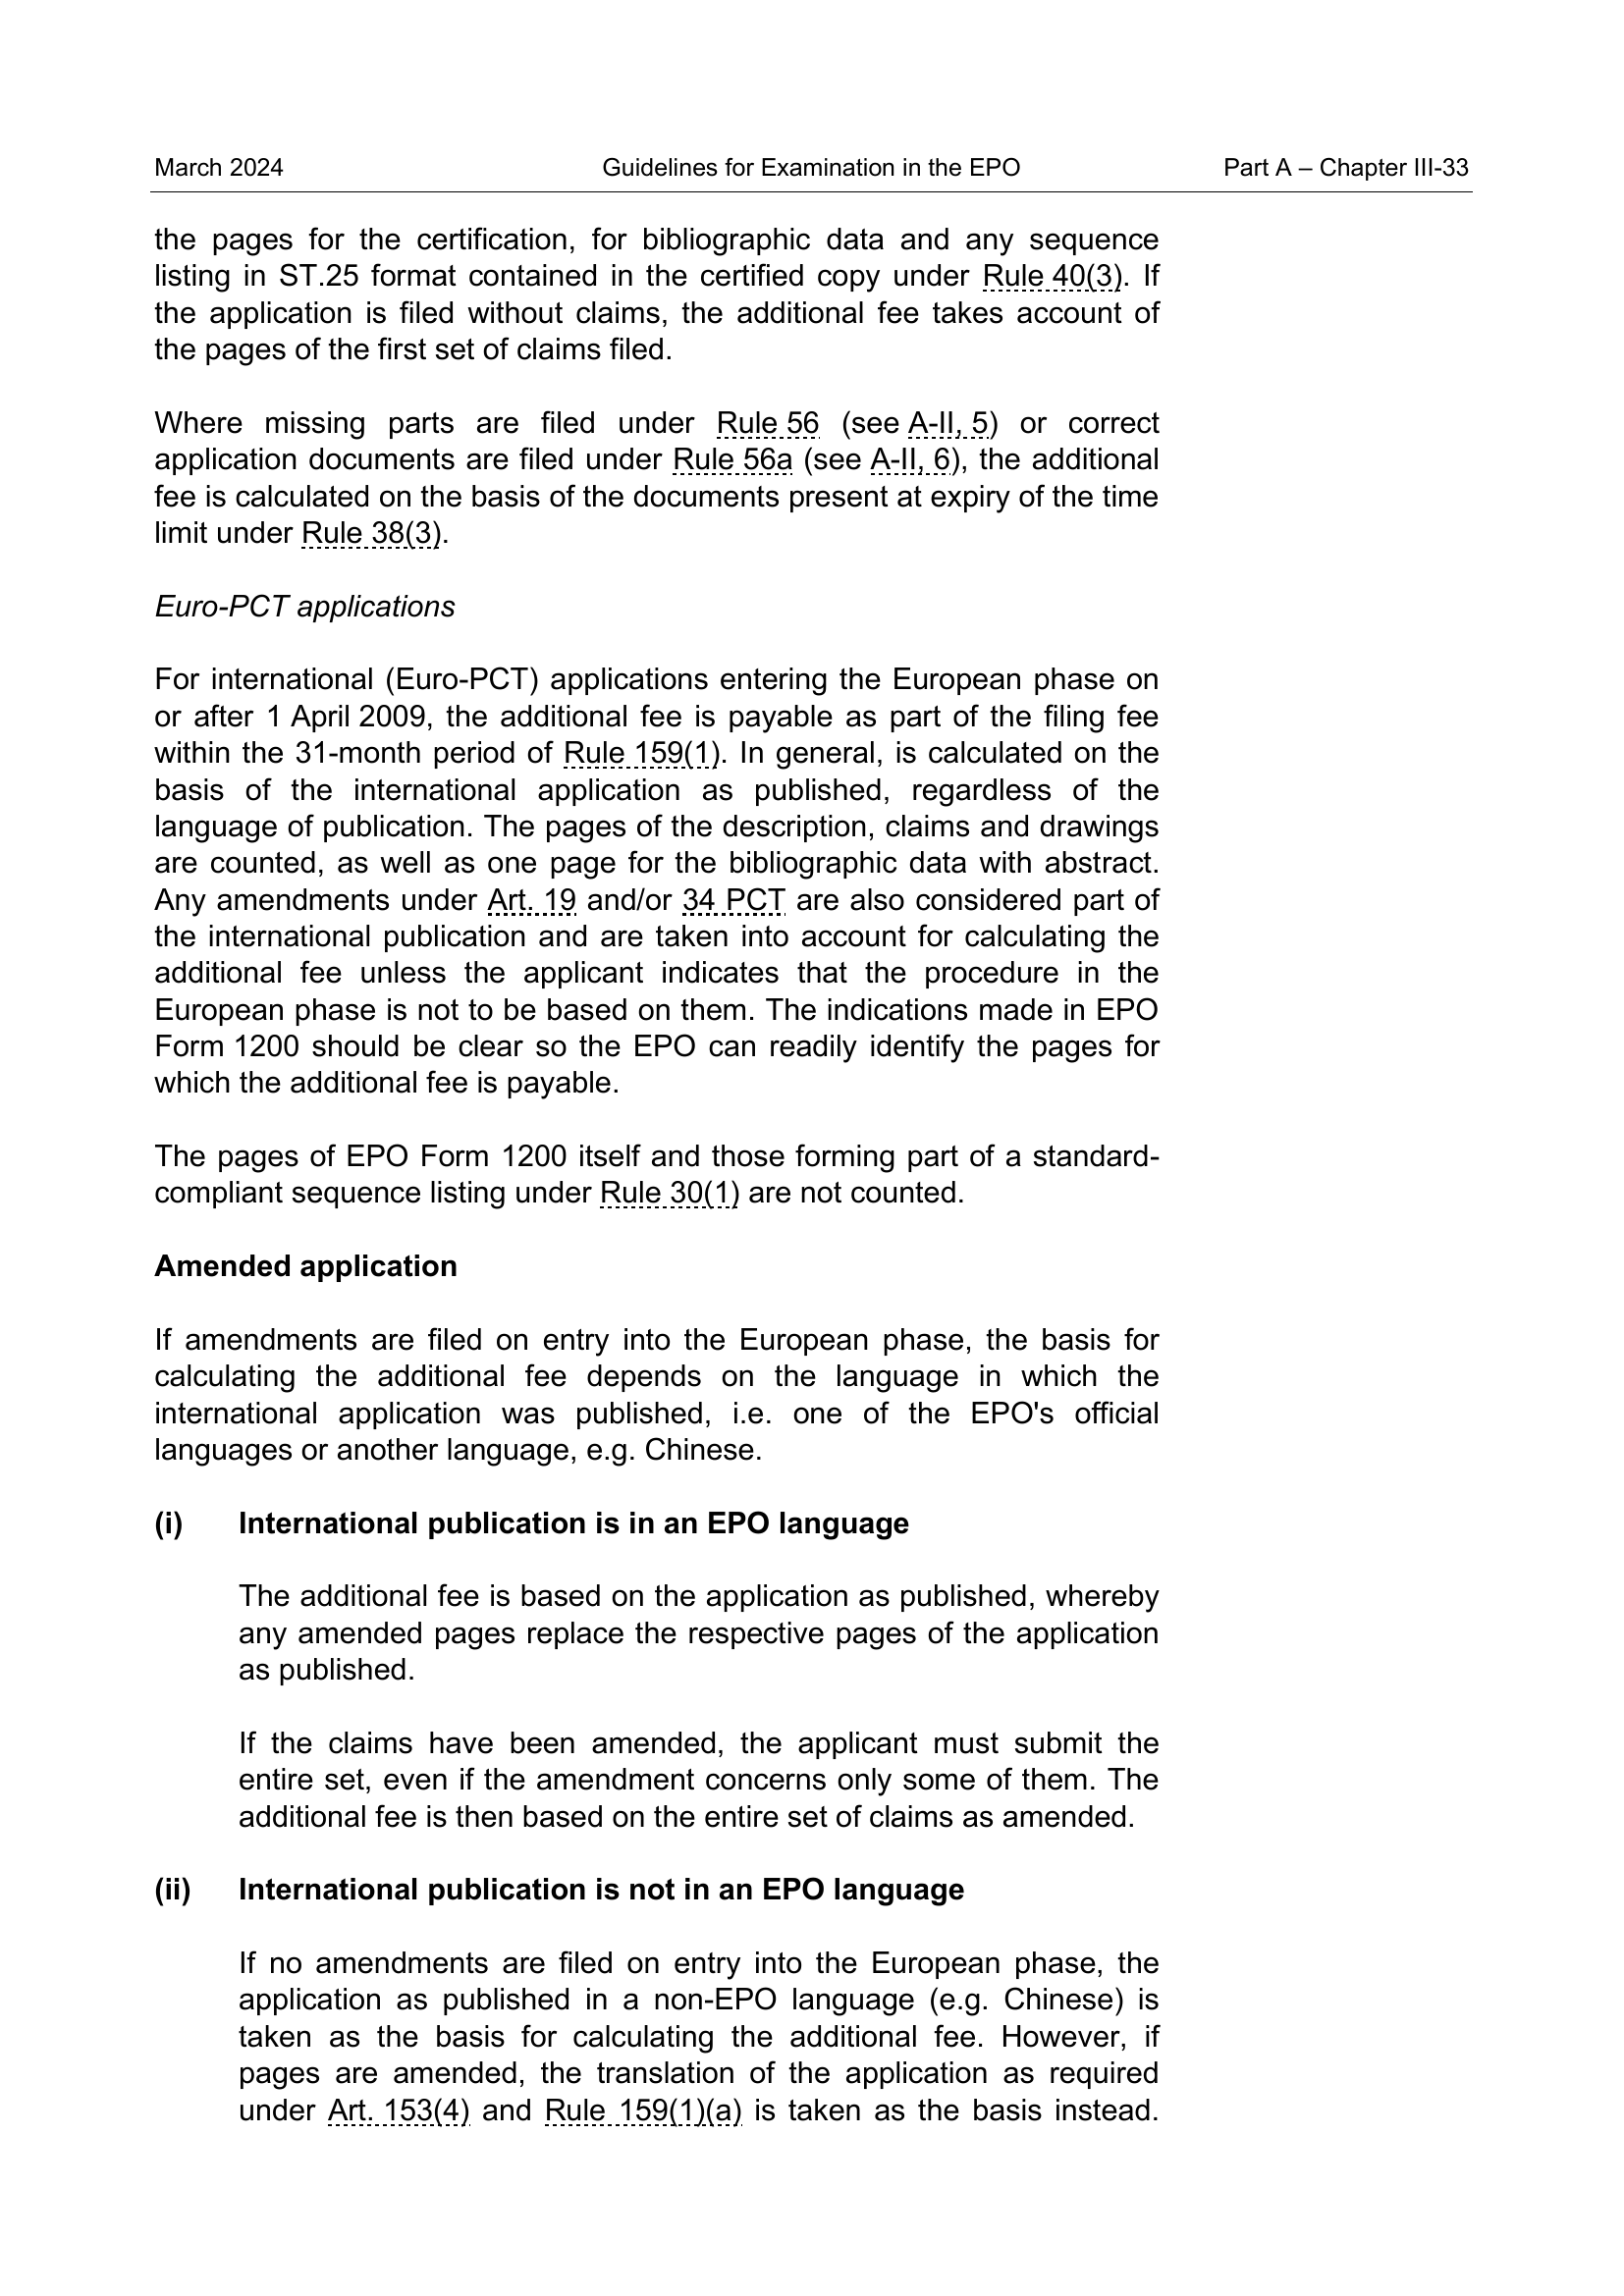 March 2024 Guidelines for Examination in the EPO Part A – Chapter III-33
the pages for the certification, for bibliographic data and any sequence
listing in ST.25 format contained in the certified copy under Rule 40(3). If
the application is filed without claims, the additional fee takes account of
the pages of the first set of claims filed.
Where missing parts are filed under Rule 56 (see A-II, 5) or correct
application documents are filed under Rule 56a (see A-II, 6), the additional
fee is calculated on the basis of the documents present at expiry of the time
limit under Rule 38(3).
Euro-PCT applications
For international (Euro-PCT) applications entering the European phase on
or after 1 April 2009, the additional fee is payable as part of the filing fee
within the 31-month period of Rule 159(1). In general, is calculated on the
basis of the international application as published, regardless of the
language of publication. The pages of the description, claims and drawings
are counted, as well as one page for the bibliographic data with abstract.
Any amendments under Art. 19 and/or 34 PCT are also considered part of
the international publication and are taken into account for calculating the
additional fee unless the applicant indicates that the procedure in the
European phase is not to be based on them. The indications made in EPO
Form 1200 should be clear so the EPO can readily identify the pages for
which the additional fee is payable.
The pages of EPO Form 1200 itself and those forming part of a standard-
compliant sequence listing under Rule 30(1) are not counted.
Amended application
If amendments are filed on entry into the European phase, the basis for
calculating the additional fee depends on the language in which the
international application was published, i.e. one of the EPO's official
languages or another language, e.g. Chinese.
(i) International publication is in an EPO language
The additional fee is based on the application as published, whereby
any amended pages replace the respective pages of the application
as published.
If the claims have been amended, the applicant must submit the
entire set, even if the amendment concerns only some of them. The
additional fee is then based on the entire set of claims as amended.
(ii) International publication is not in an EPO language
If no amendments are filed on entry into the European phase, the
application as published in a non-EPO language (e.g. Chinese) is
taken as the basis for calculating the additional fee. However, if
pages are amended, the translation of the application as required
under Art. 153(4) and Rule 159(1)(a) is taken as the basis instead.